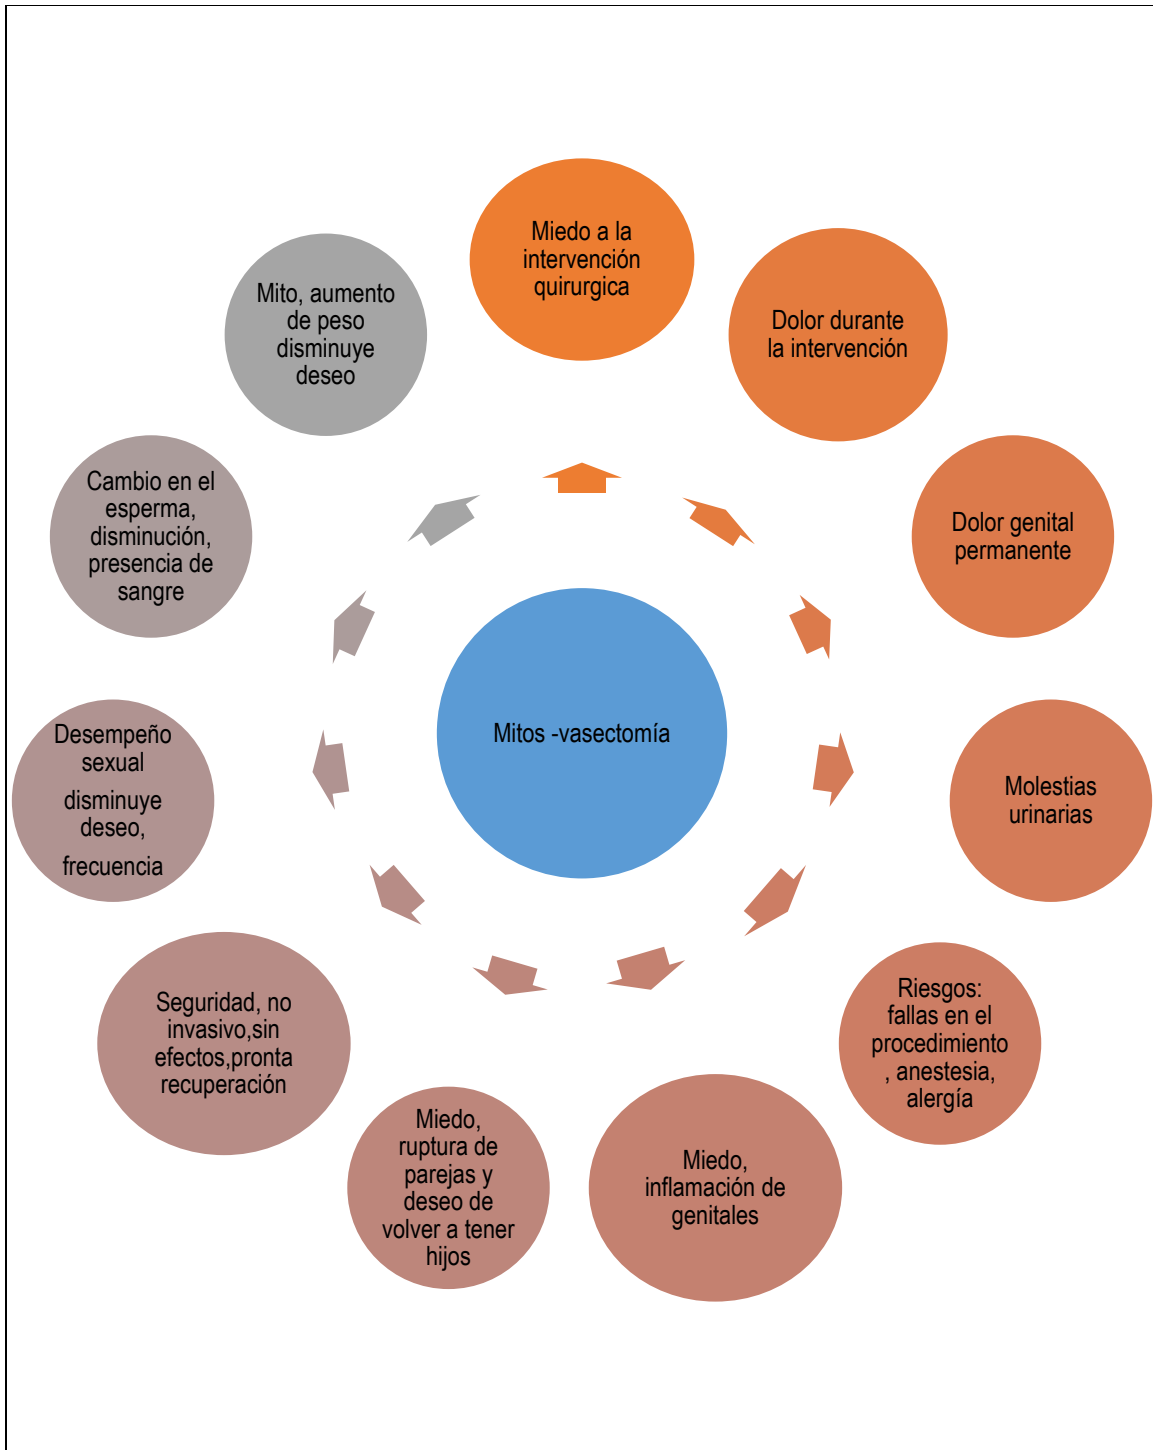 Miedo a la
intervención
quirurgica
Dolor durante
la intervención
Dolor genital
permanente
Molestias
urinarias
Riesgos:
fallas en el
procedimiento
, anestesia,
alergía
Miedo,
inflamación de
genitales
Miedo,
ruptura de
parejas y
deseo de
volver a tener
hijos
Seguridad, no
invasivo,sin
efectos,pronta
recuperación
Desempeño
sexual
disminuye
deseo,
frecuencia
Cambio en el
esperma,
disminución,
presencia de
sangre
Mito, aumento
de peso
disminuye
deseo
Mitos -vasectomía